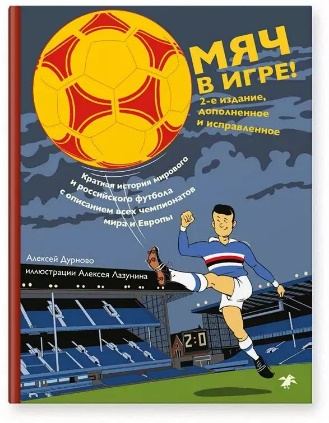 МЯЧ
В ИГРЕ!
2-е издание,
дополненное
и исправленное
Краткая история мирового
и российского футбола
с описанием всех чемпионатов
мира и Европы
Алексей Дурново
иллюстрации Алексея Лазунина
2:0